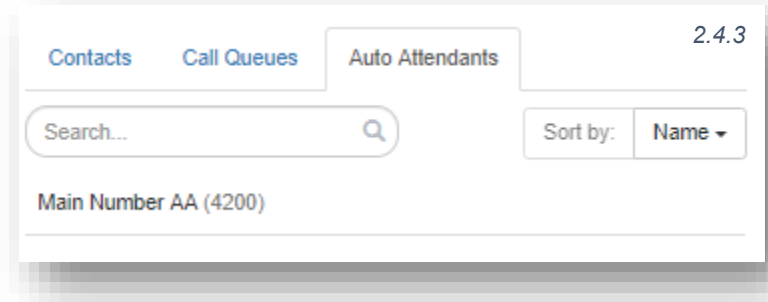 2.4.3
Contacts Call Queues Auto Attendants
Search... Sort by: Name
Main Number AA (4200)